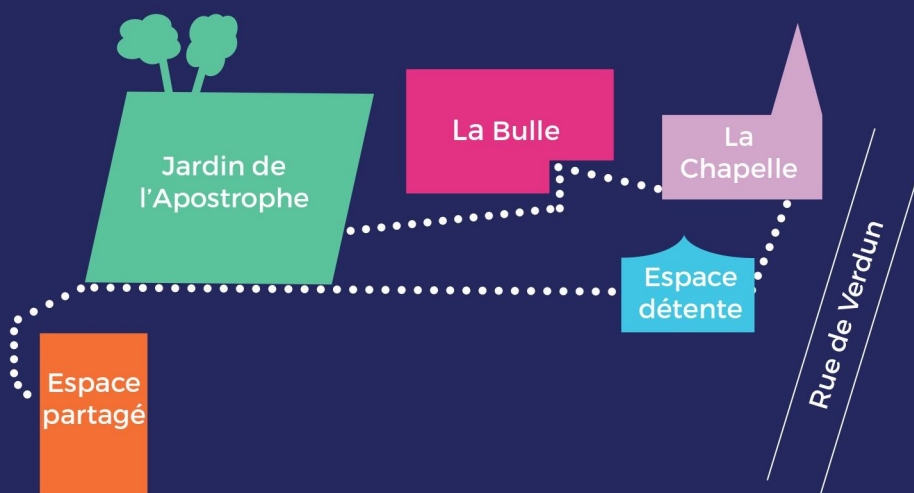 Jardin de
l'Apostrophe
La Bulle
La
Chapelle
Espace
détente
Rue de Verdun
Espace
partagé